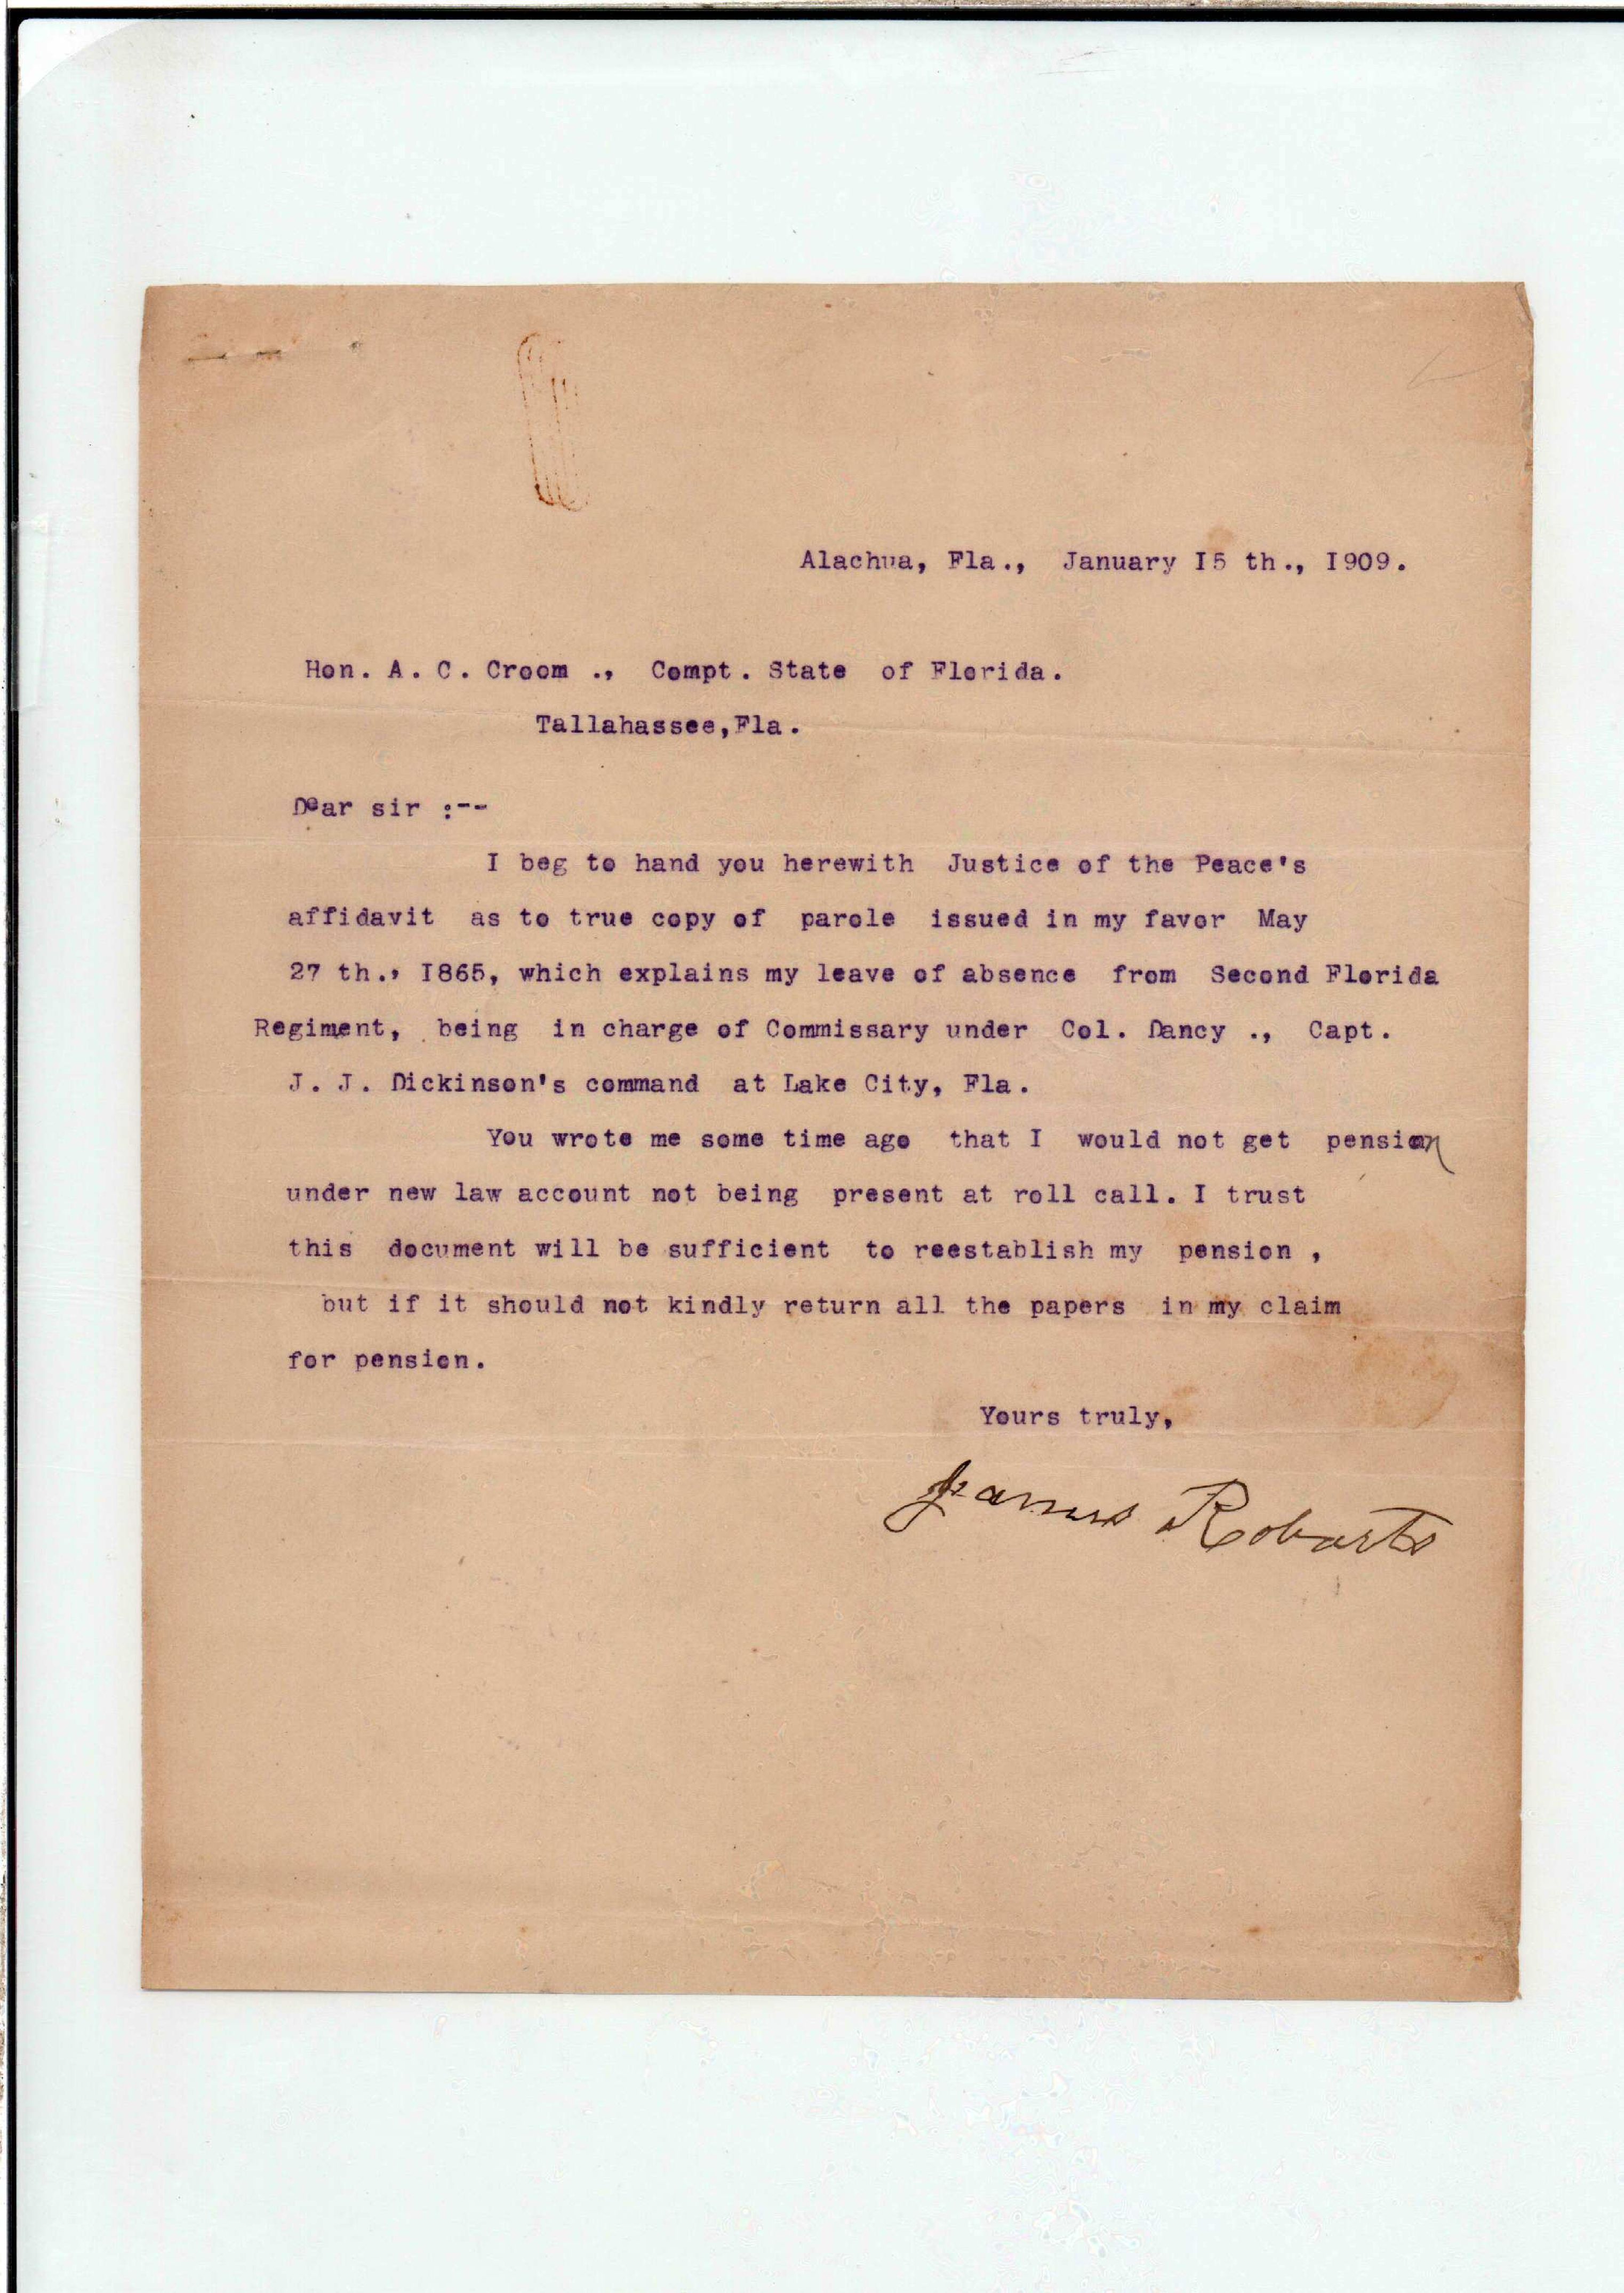 Alachua, Fla., January I5 th., I909.
Hon. A. C. Croom ., Compt. State of Florida.
Tallahassee,Fla.
Dear sir :--
I beg to hand you herewith Justice of the Peace's
affidavit as to true copy of parole issued in my favor May
27 th., I865, which explains my leave of absence from Second Florida
Regiment, being in charge of Commissary under Col. Dancy ., Capt.
J. J. Dickinson's command at Lake City, Fla.
You wrote me some time ago that I would not get pension
under new law account not being present at roll call. I trust
this document will be sufficient to reestablish my pension ,
but if it should not kindly return all the papers in my claim
for pension.
Yours truly,
James Robarts